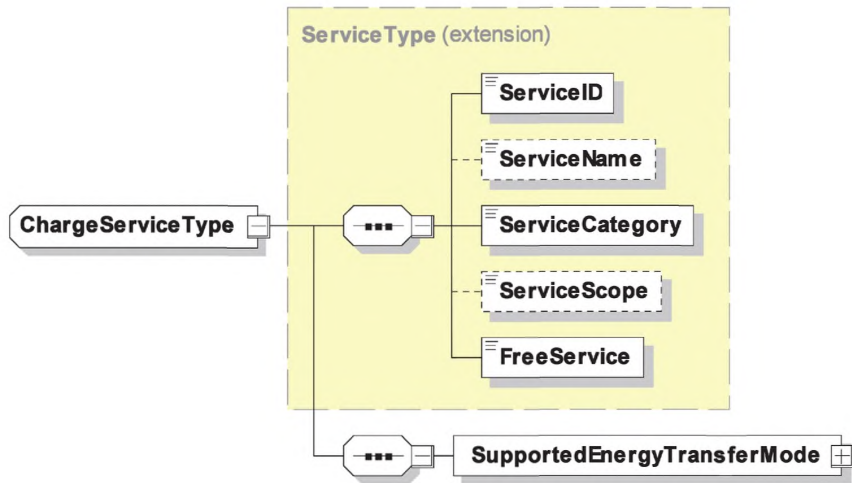 ServiceType (extension)
ServiceID
ServiceName
ChargeServiceType
ServiceCategory
ServiceScope
FreeService
SupportedEnergyTransferMode